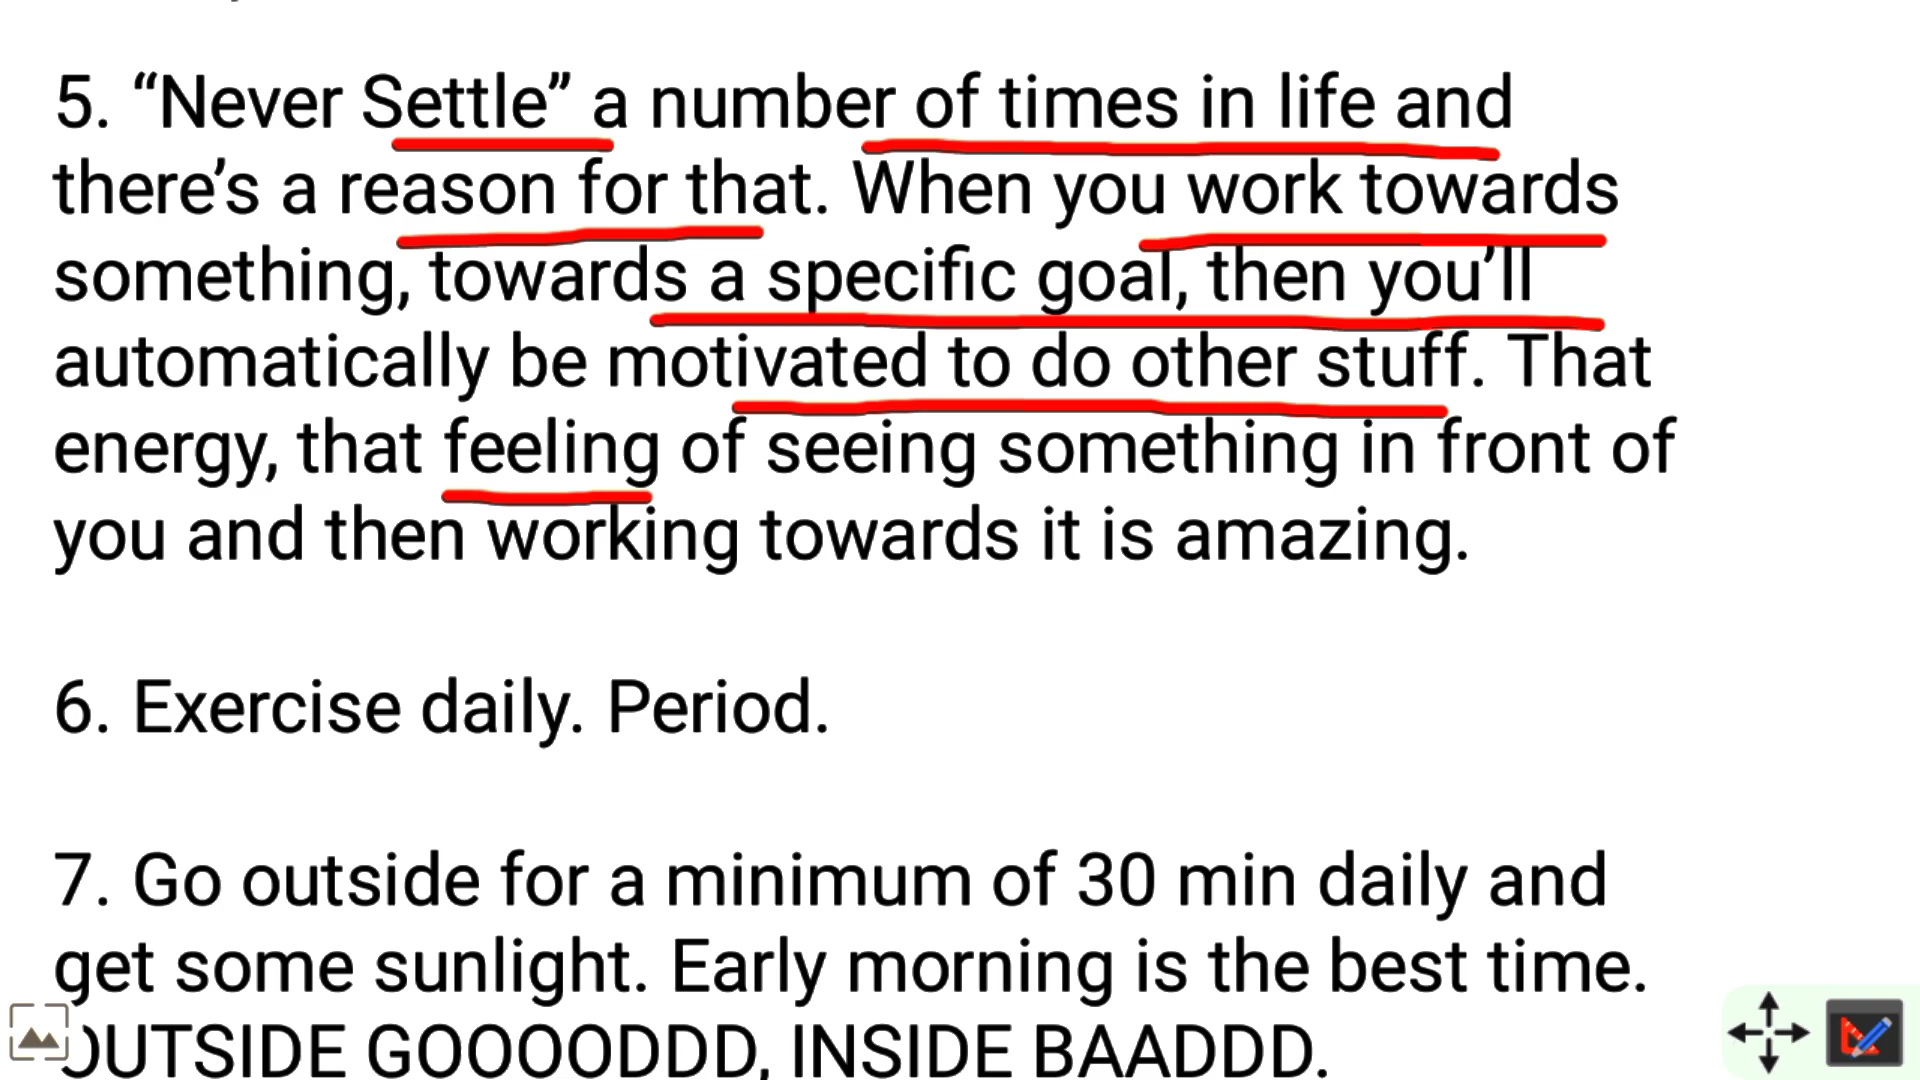 5. “Never Settle” a number of times in life and
there’s a reason for that. When you work towards
something, towards a specific goal, then you’ll
automatically be motivated to do other stuff. That
energy, that feeling of seeing something in front of
you and then working towards it is amazing.
6. Exercise daily. Period.
7. Go outside for a minimum of 30 min daily and
get some sunlight. Early morning is the best time.
OUTSIDE GOOOODDD, INSIDE BAADDD.